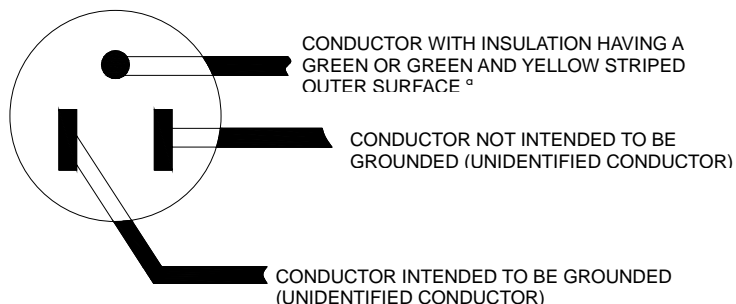 CONDUCTOR WITH INSULATION HAVING A
GREEN OR GREEN AND YELLOW STRIPED
OUTER SURFACE ᵅ
CONDUCTOR NOT INTENDED TO BE
GROUNDED (UNIDENTIFIED CONDUCTOR)
CONDUCTOR INTENDED TO BE GROUNDED
(UNIDENTIFIED CONDUCTOR)